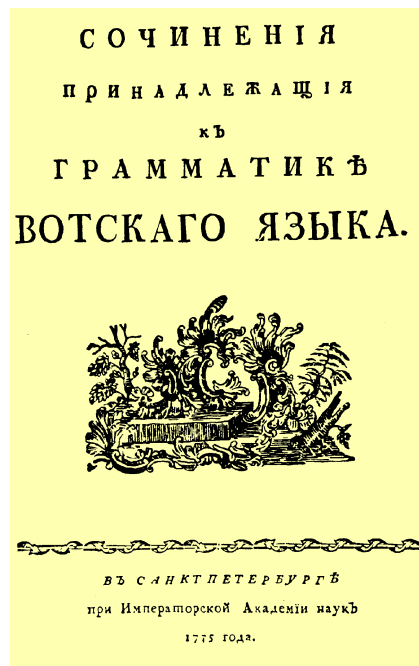 СОЧИНЕНІЯ
ПРИНАДЛЕЖАЩІЯ
КЪ
ГРАММАТИКѢ
ВОТСКАГО ЯЗЫКА.
ВЪ САНКТПЕТЕРБУРГѢ
при Императорской Академіи наукЪ
1775 года.